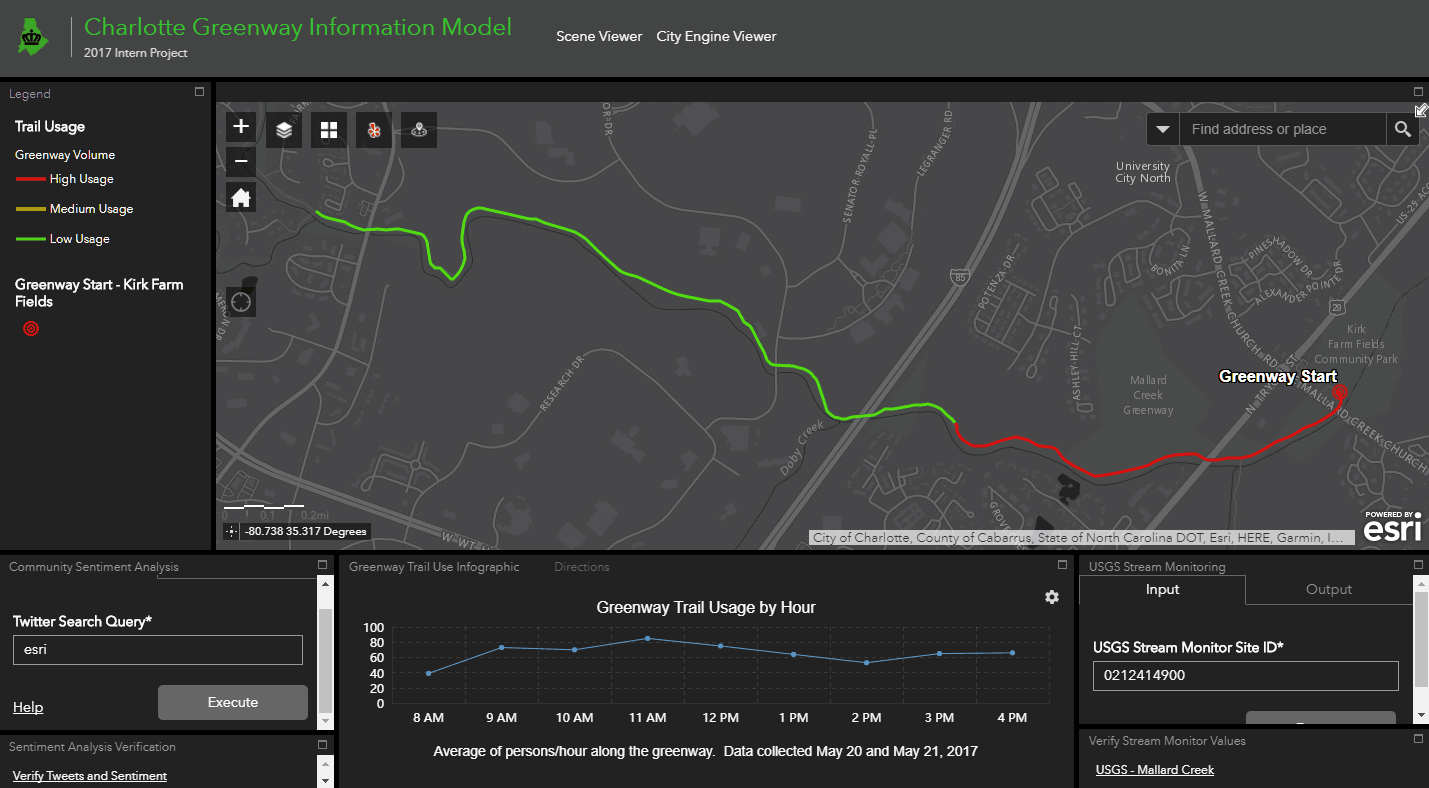 Charlotte Greenway Information Model
2017 Intern Project
Scene Viewer
City Engine Viewer
Legend
Trail Usage
Greenway Volume
High Usage
Medium Usage
Low Usage
Greenway Start - Kirk Farm
Fields
Find address or place
University
City North
SENATOR ROYALL PL
LEGRANGER RD
W MALLARD CREEK CHURCH RD
US-29
BONITA LN
PINESHADOW DR
ALEXANDER POINTE DR
POTENZA DR
85
29
Kirk
Farm Fields
Community Park
ASHLEY HILL CT
Mallard
Creek
Greenway
Greenway Start
N TRYON ST
MALLARD CREEK CHURCH
RESEARCH DR
Doby Creek
GROVE
W WT
0
0.1
0.2mi
-80.738 35.317 Degrees
City of Charlotte, County of Cabarrus, State of North Carolina DOT, Esri, HERE, Garmin, I...
POWERED BY
esri
Community Sentiment Analysis
Twitter Search Query*
esri
Help
Execute
Sentiment Analysis Verification
Verify Tweets and Sentiment
Greenway Trail Use Infographic
Directions
Greenway Trail Usage by Hour
100
80
60
40
20
0
8 AM
9 AM
10 AM
11 AM
12 PM
1 PM
2 PM
3 PM
4 PM
Average of persons/hour along the greenway. Data collected May 20 and May 21, 2017
USGS Stream Monitoring
Input
Output
USGS Stream Monitor Site ID*
0212414900
Verify Stream Monitor Values
USGS - Mallard Creek